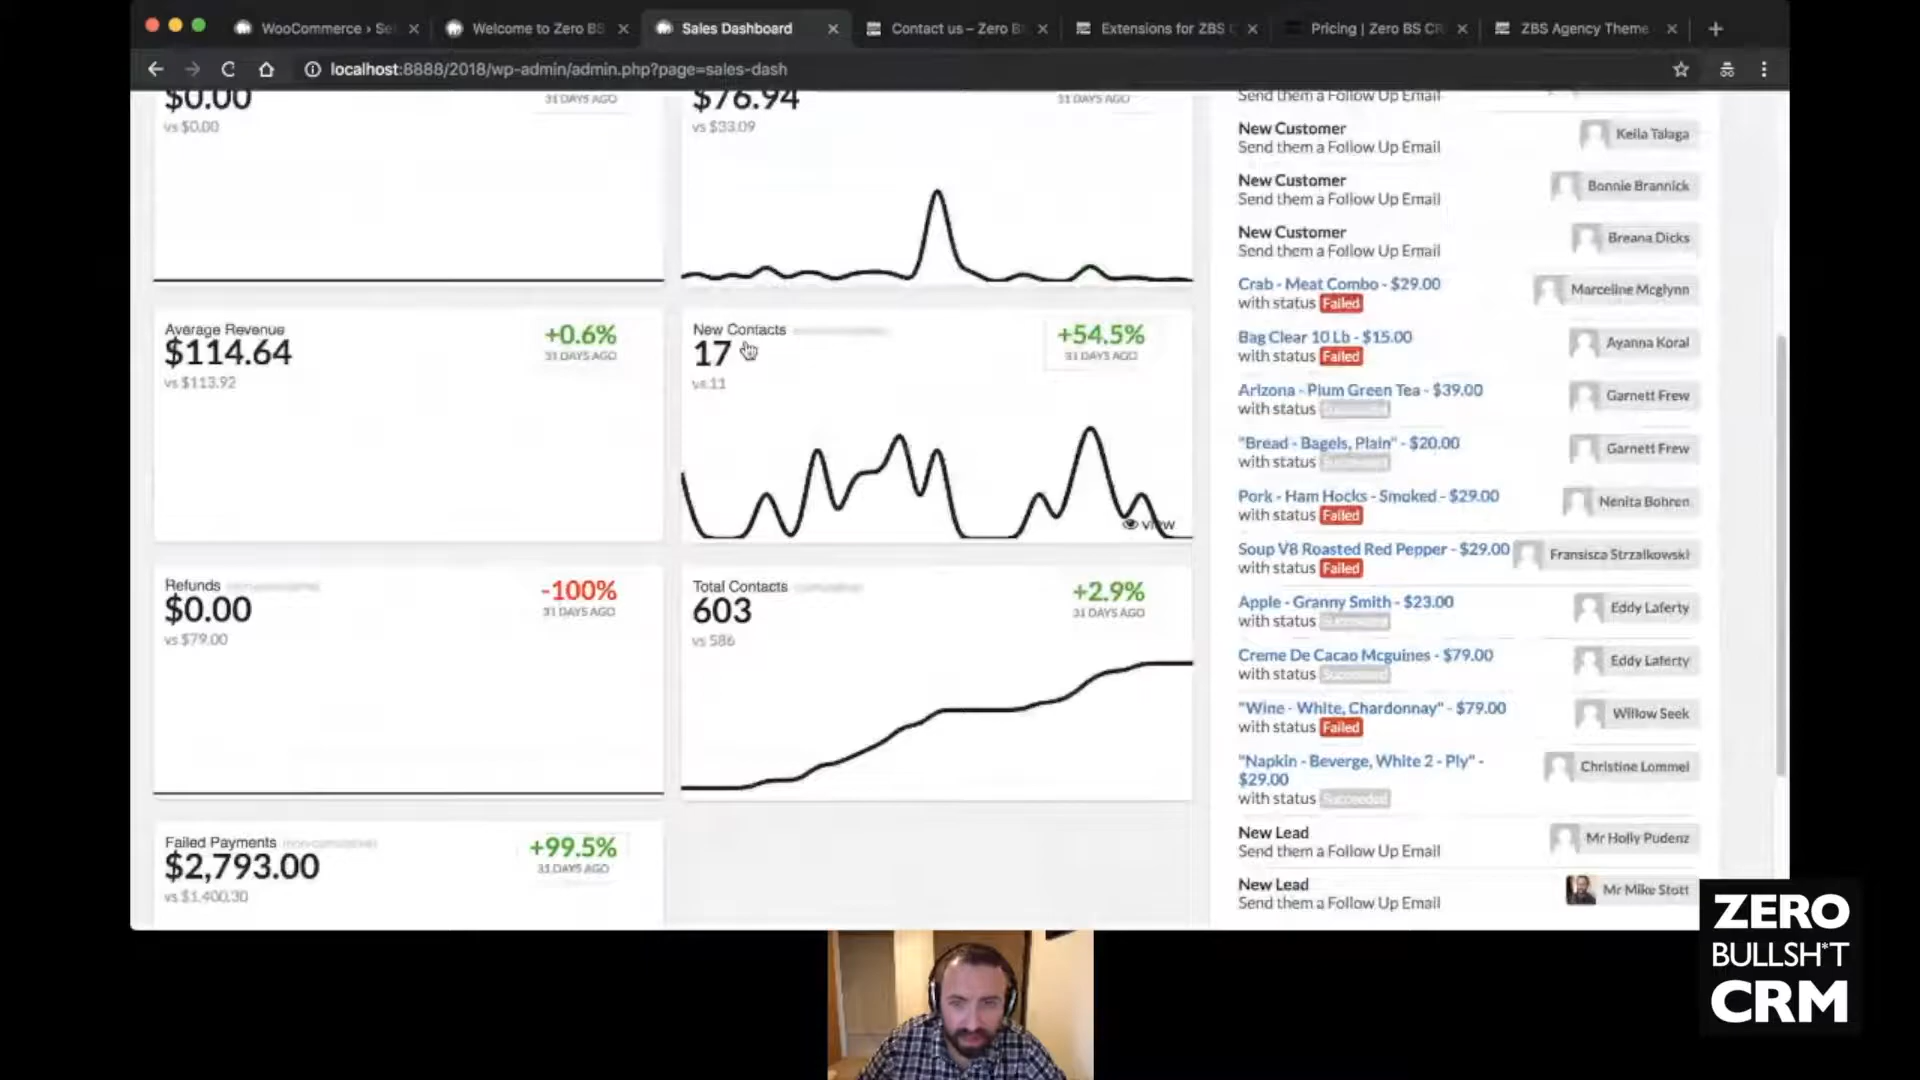 WooCommerce › Se
Welcome to Zero BS
Sales Dashboard
Contact us – Zero B
Extensions for ZBS
Pricing | Zero BS CR
ZBS Agency Theme
localhost:8888/2018/wp-admin/admin.php?page=sales-dash
$0.00
31 DAYS AGO
vs $0.00
$76.94
31 DAYS AGO
vs $33.09
Average Revenue
$114.64
+0.6%
31 DAYS AGO
vs $113.92
New Contacts
17
+54.5%
31 DAYS AGO
vs 11
view
Refunds
$0.00
-100%
31 DAYS AGO
vs $79.00
Total Contacts
603
+2.9%
31 DAYS AGO
vs 586
Failed Payments (non-cumulative)
$2,793.00
+99.5%
31 DAYS AGO
vs $1,400.30
Send them a Follow Up Email
New Customer
Send them a Follow Up Email
Keila Talaga
New Customer
Send them a Follow Up Email
Bonnie Brannick
New Customer
Send them a Follow Up Email
Breana Dicks
Crab - Meat Combo - $29.00
with status Failed
Marceline Mcglynn
Bag Clear 10 Lb - $15.00
with status Failed
Ayanna Koral
Arizona - Plum Green Tea - $39.00
with status
Garnett Frew
"Bread - Bagels, Plain" - $20.00
with status
Garnett Frew
Pork - Ham Hocks - Smoked - $29.00
with status Failed
Nenita Bohren
Soup V8 Roasted Red Pepper - $29.00
with status Failed
Fransisca Strzalkowski
Apple - Granny Smith - $23.00
with status
Eddy Laferty
Creme De Cacao Mcguines - $79.00
with status Succeeded
Eddy Laferty
"Wine - White, Chardonnay" - $79.00
with status Failed
Willow Seek
"Napkin - Beverge, White 2 - Ply" -
$29.00
with status Succeeded
Christine Lommel
New Lead
Send them a Follow Up Email
Mr Holly Pudenz
New Lead
Send them a Follow Up Email
Mr Mike Stott
ZERO
BULLSH*T
CRM